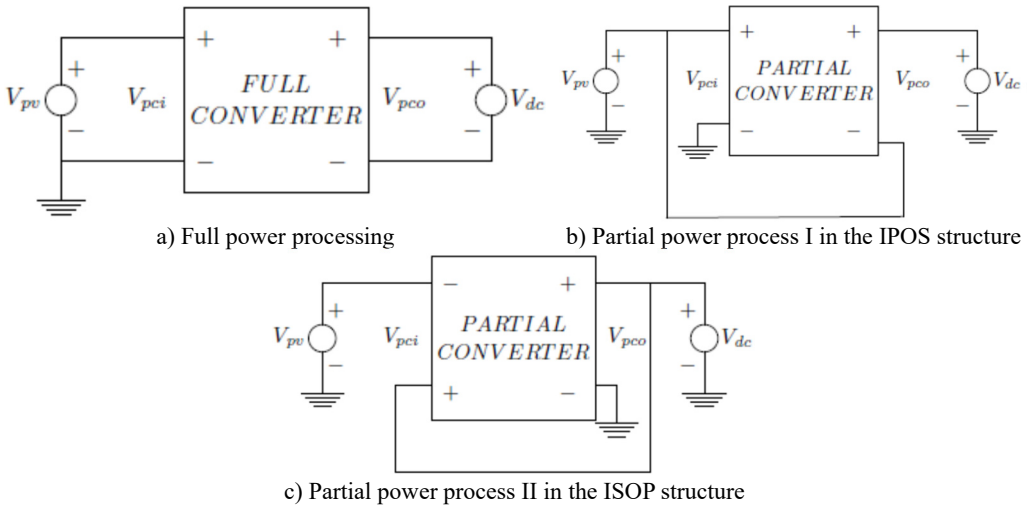 + +
+ FULL +
V_pv V_pci CONVERTER V_pco V_dc
− −
− −
a) Full power processing
+ + + +
V_pv V_pci PARTIAL V_pco V_dc
CONVERTER
− − − −
b) Partial power process I in the IPOS structure
+ − + +
V_pv V_pci PARTIAL V_pco V_dc
CONVERTER
− + − −
c) Partial power process II in the ISOP structure